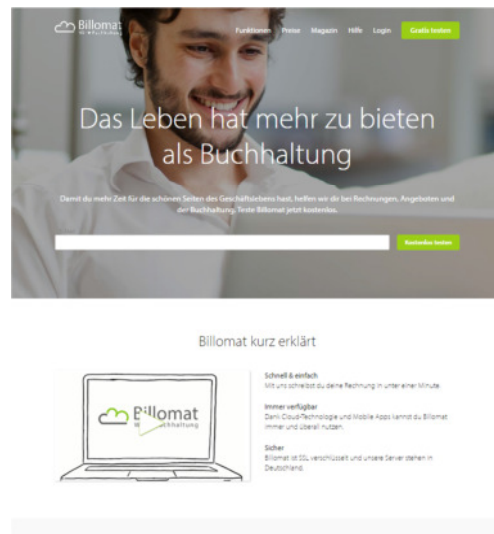 Billomat
Funktionen Preise Magazin Hilfe Login Gratis testen
Das Leben hat mehr zu bieten
als Buchhaltung
Damit du mehr Zeit für die schönen Seiten des Geschäftslebens hast, helfen wir dir bei Rechnungen, Angeboten und
der Buchhaltung. Teste Billomat jetzt kostenlos.
Kostenlos testen
Billomat kurz erklärt
Billomat
Schnell & einfach
Mit uns schreibst du deine Rechnung in unter einer Minute.
Immer verfügbar
Dank Cloud-Technologie und Mobile Apps kannst du Billomat
immer und überall nutzen.
Sicher
Billomat ist SSL verschlüsselt und unsere Server stehen in
Deutschland.